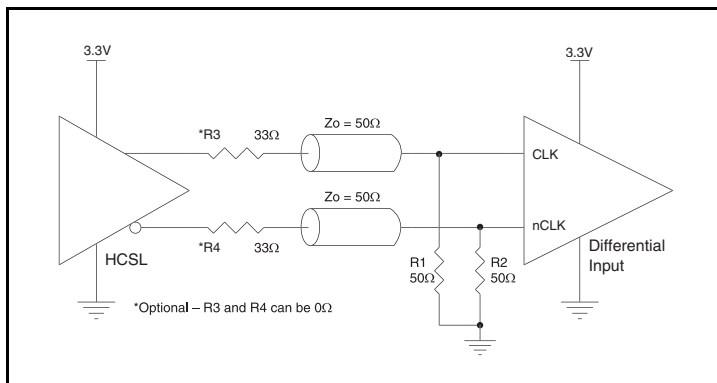 3.3V
3.3V
*R3
33Ω
Zo = 50Ω
CLK
Zo = 50Ω
nCLK
*R4
33Ω
HCSL
Differential
Input
R1
50Ω
R2
50Ω
*Optional – R3 and R4 can be 0Ω